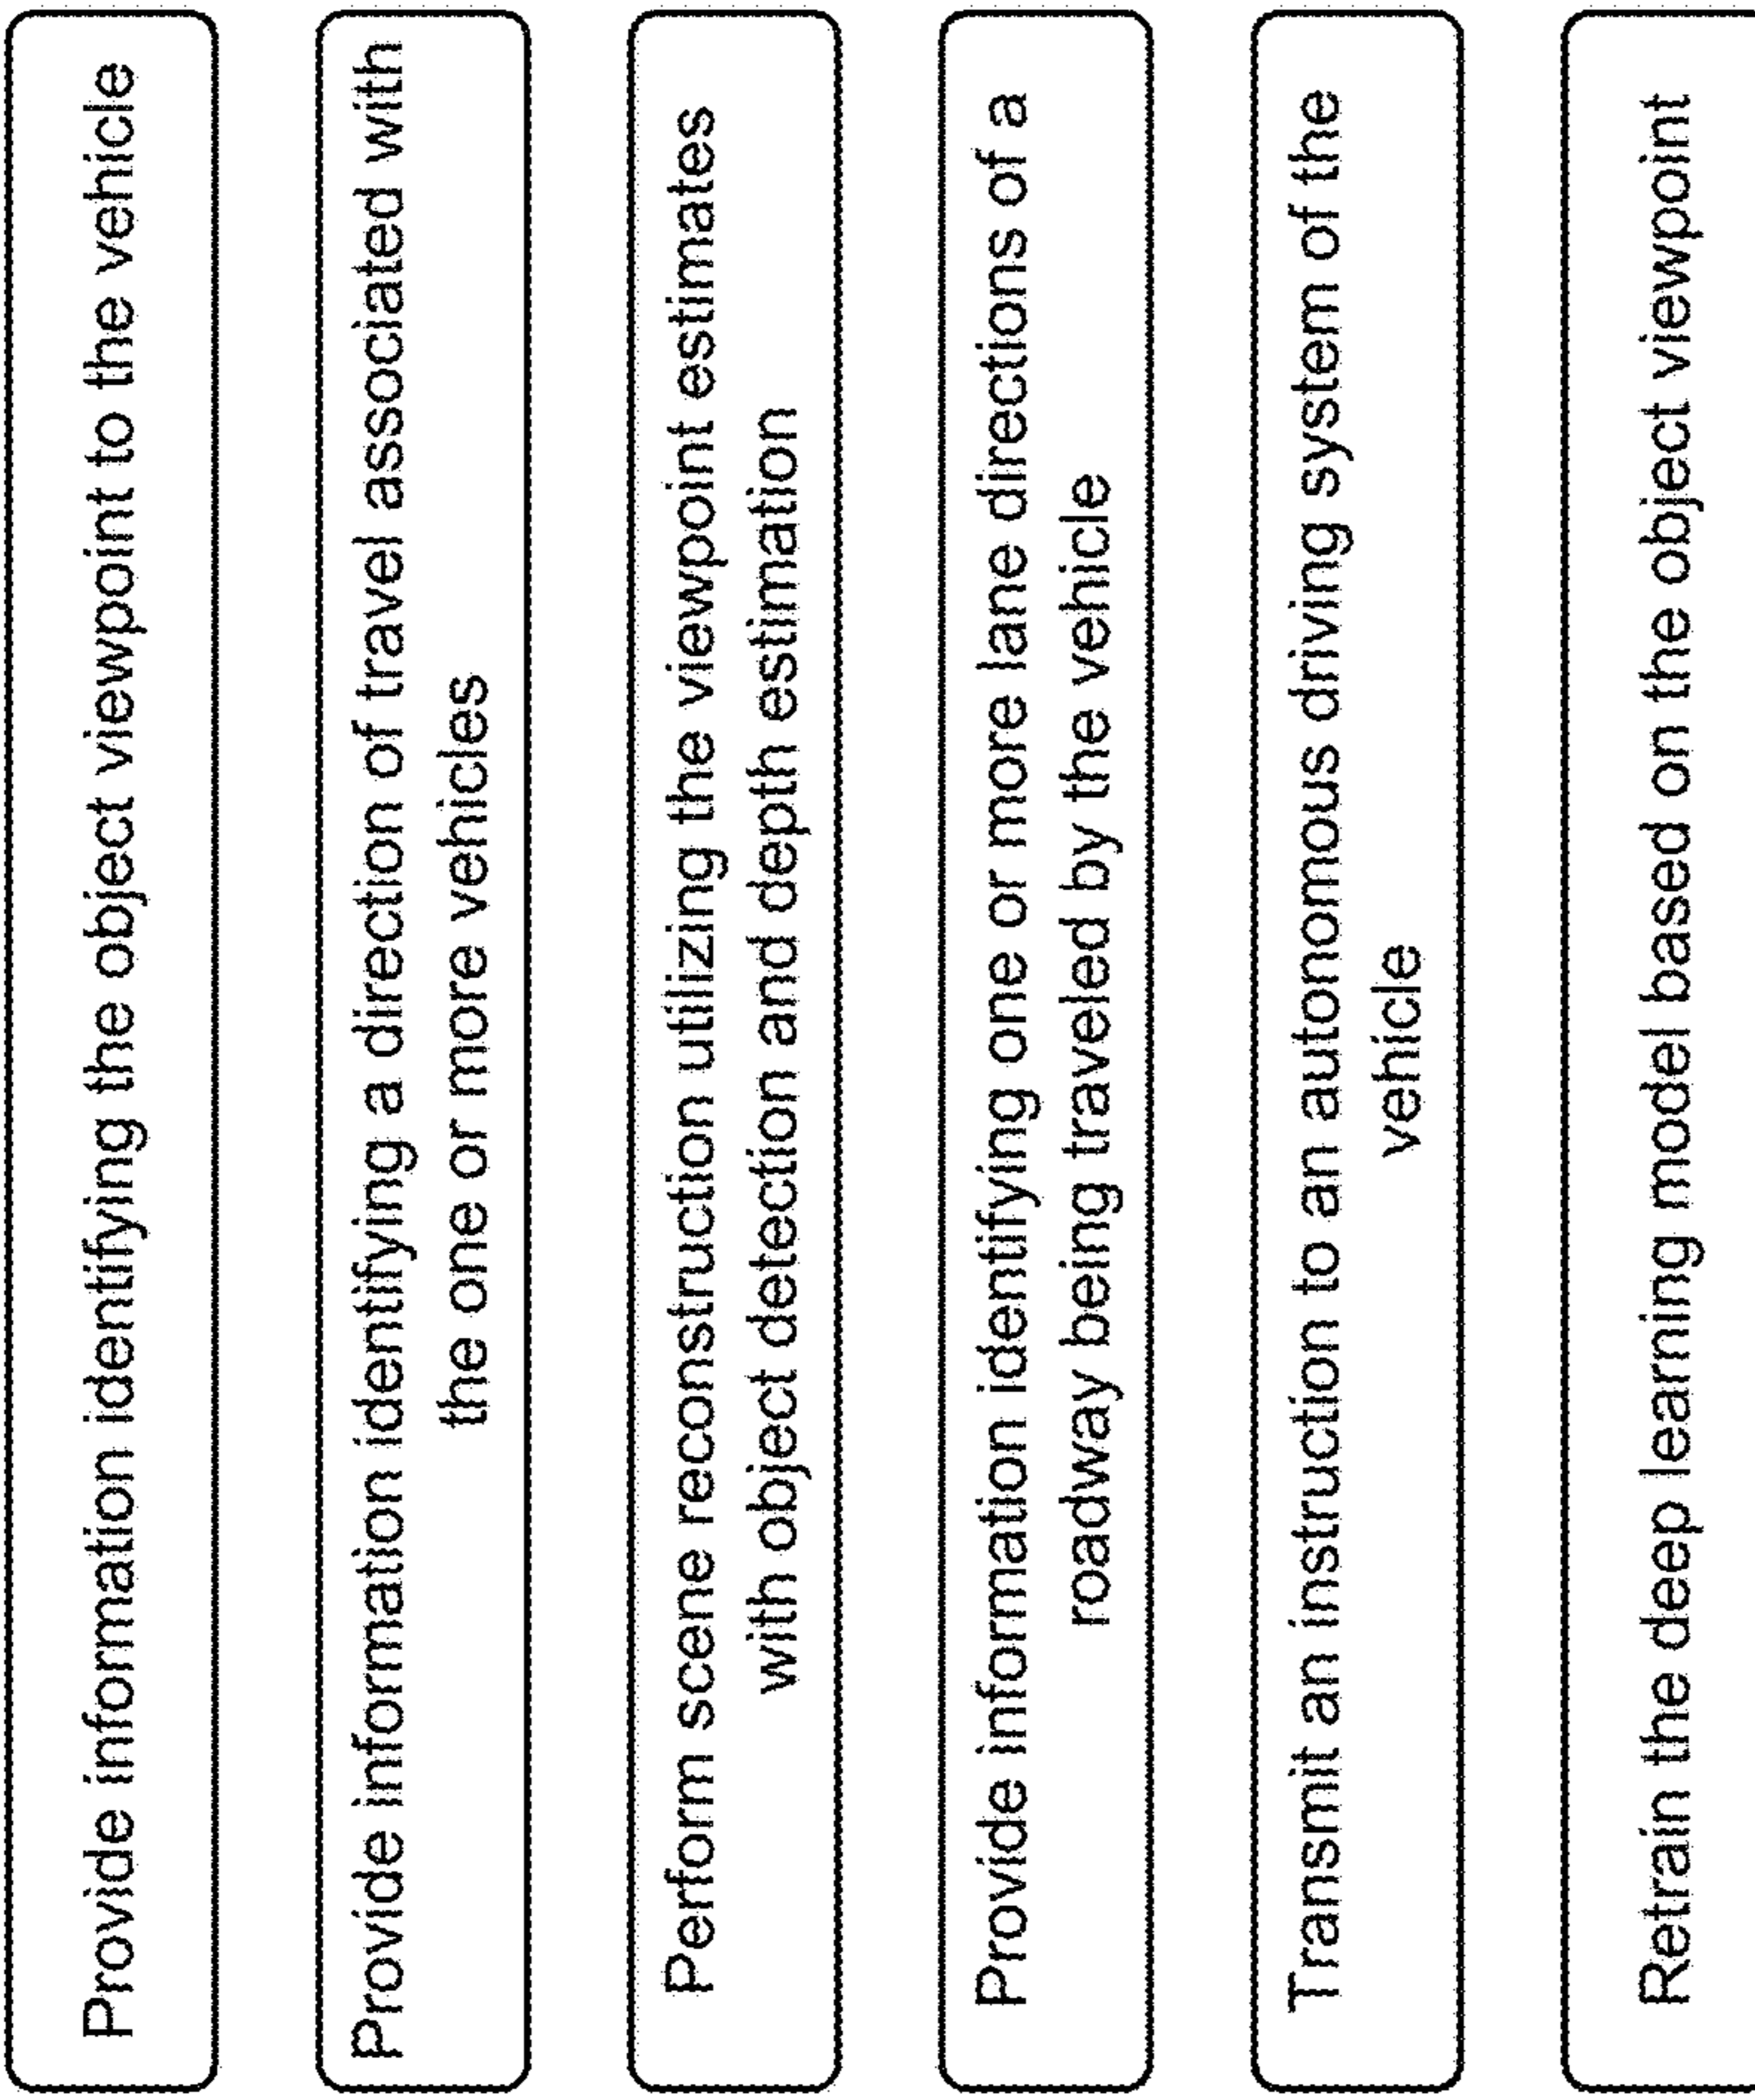 Provide information identifying the object viewpoint to the vehicle
Provide information identifying a direction of travel associated with
the one or more vehicles
Perform scene reconstruction utilizing the viewpoint estimates
with object detection and depth estimation
Provide information identifying one or more lane directions of a
roadway being traveled by the vehicle
Transmit an instruction to an autonomous driving system of the
vehicle
Retrain the deep learning model based on the object viewpoint